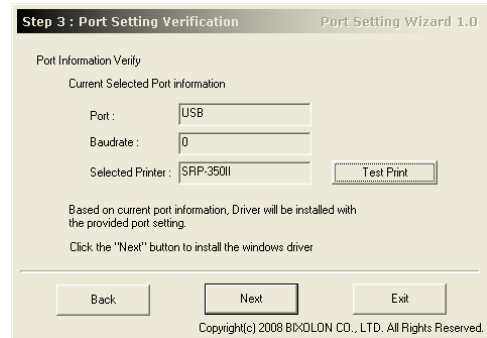 Step 3 : Port Setting Verification Port Setting Wizard 1.0
Port Information Verify
Current Selected Port information
Port : USB
Baudrate : 0
Selected Printer : SRP-350II Test Print
Based on current port information, Driver will be installed with
the provided port setting.
Click the "Next" button to install the windows driver
Back Next Exit
Copyright(c) 2008 BIXOLON CO., LTD. All Rights Reserved.